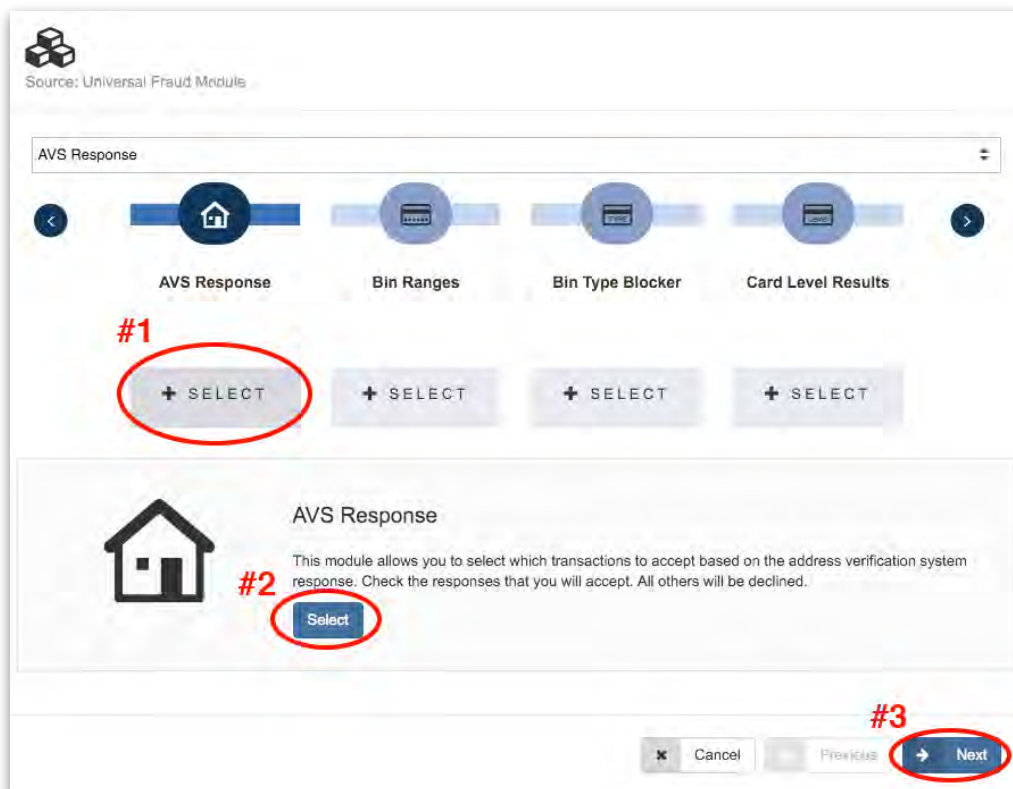 Source: Universal Fraud Module
AVS Response
AVS Response
Bin Ranges
Bin Type Blocker
Card Level Results
#1
+ SELECT
+ SELECT
+ SELECT
+ SELECT
AVS Response
This module allows you to select which transactions to accept based on the address verification system
#2 response. Check the responses that you will accept. All others will be declined.
Select
#3
Cancel
Previous
Next